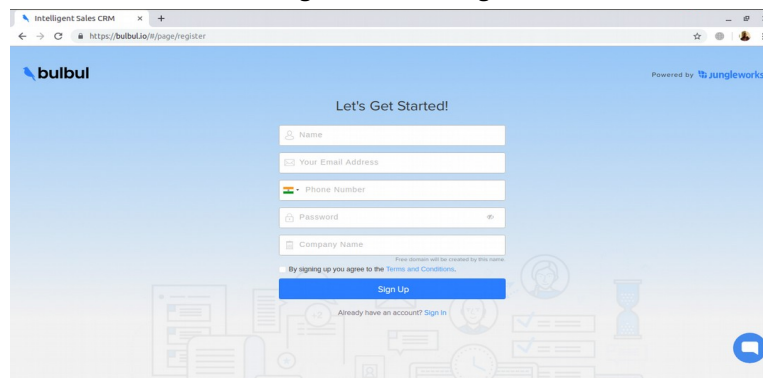 Intelligent Sales CRM
https://bulbul.io/#/page/register
bulbul
Powered by Jungleworks
Let's Get Started!
Name
Your Email Address
Phone Number
Password
Company Name
Free domain will be created by this name
By signing up you agree to the Terms and Conditions.
Sign Up
+2
Already have an account? Sign In